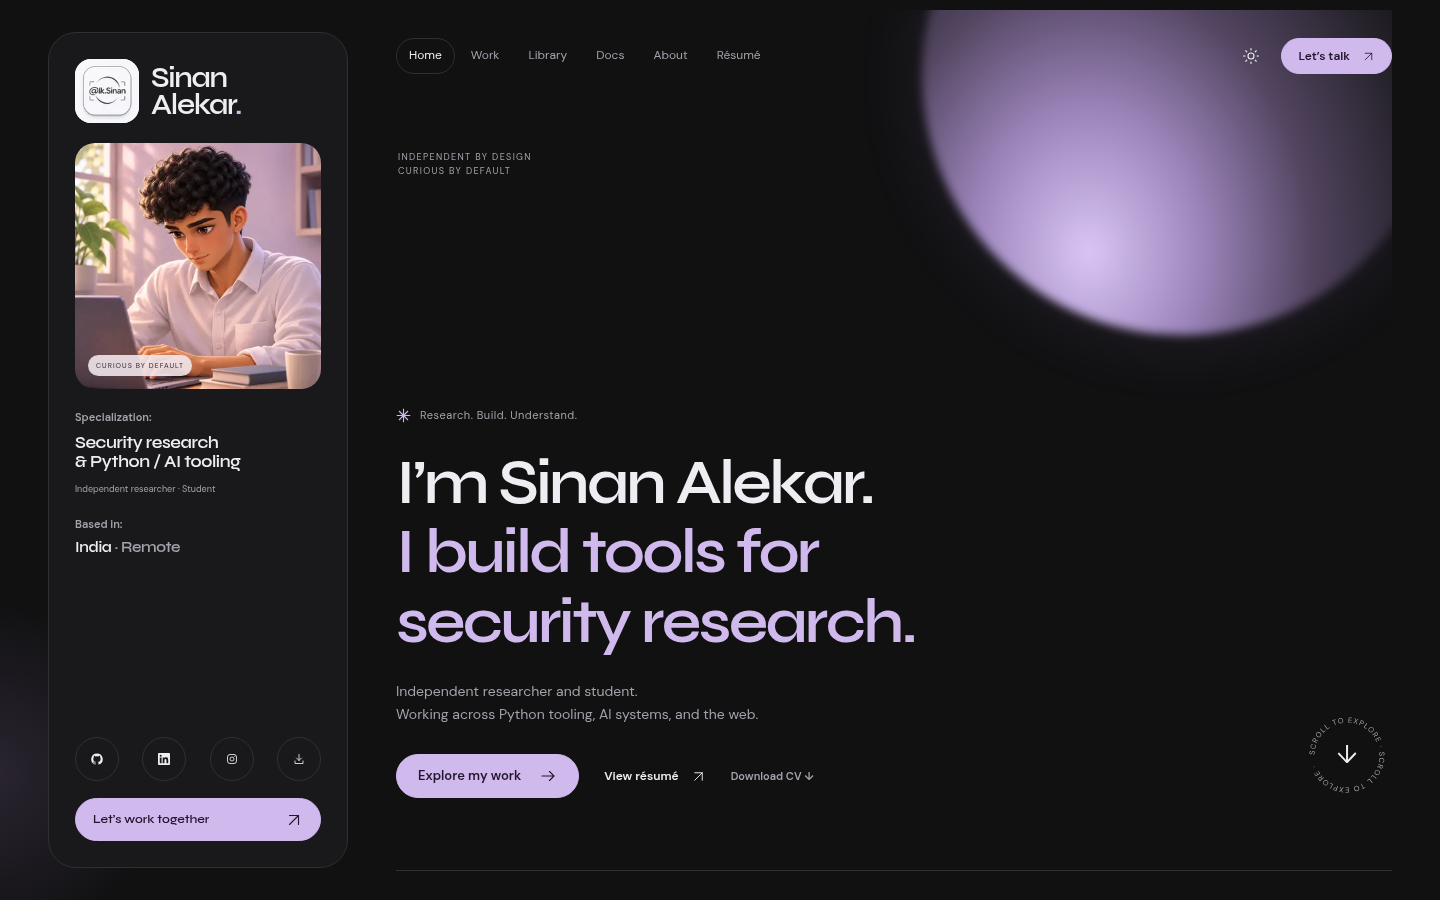 @Ik.Sinan
Sinan
Alekar.
CURIOUS BY DEFAULT
Specialization:
Security research
& Python / AI tooling
Independent researcher · Student
Based in:
India · Remote
Let's work together
Home
Work
Library
Docs
About
Résumé
Let's talk
INDEPENDENT BY DESIGN
CURIOUS BY DEFAULT
Research. Build. Understand.
I’m Sinan Alekar.
I build tools for
security research.
Independent researcher and student.
Working across Python tooling, AI systems, and the web.
Explore my work
View résumé
Download CV
SCROLL TO EXPLORE · SCROLL TO EXPLORE ·